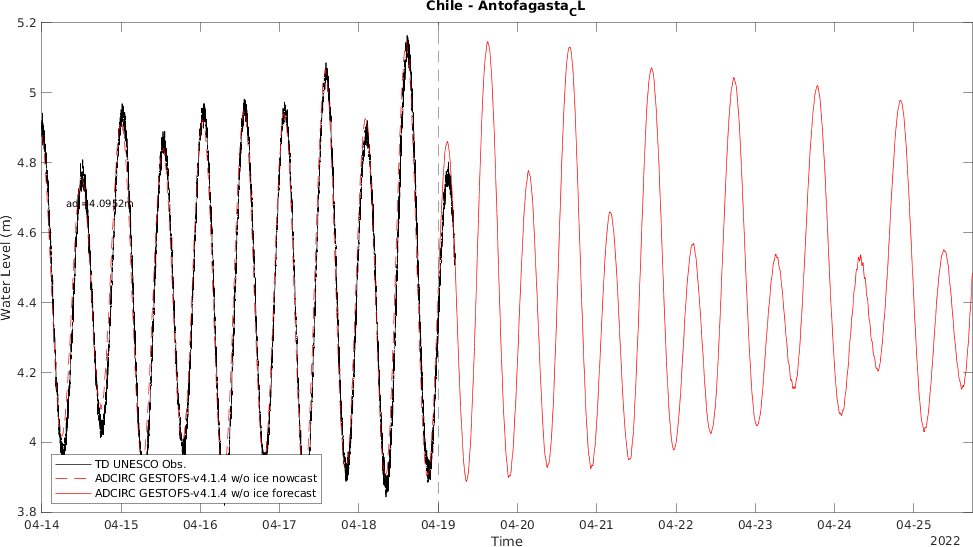 Chile - Antofagasta_CL
5.2
5
4.8
adj=4.0952m
4.6
Water Level (m)
4.4
4.2
4
TD UNESCO Obs.
ADCIRC GESTOFS-v4.1.4 w/o ice nowcast
ADCIRC GESTOFS-v4.1.4 w/o ice forecast
3.8
04-14 04-15 04-16 04-17 04-18 04-19 04-20 04-21 04-22 04-23 04-24 04-25
Time
2022